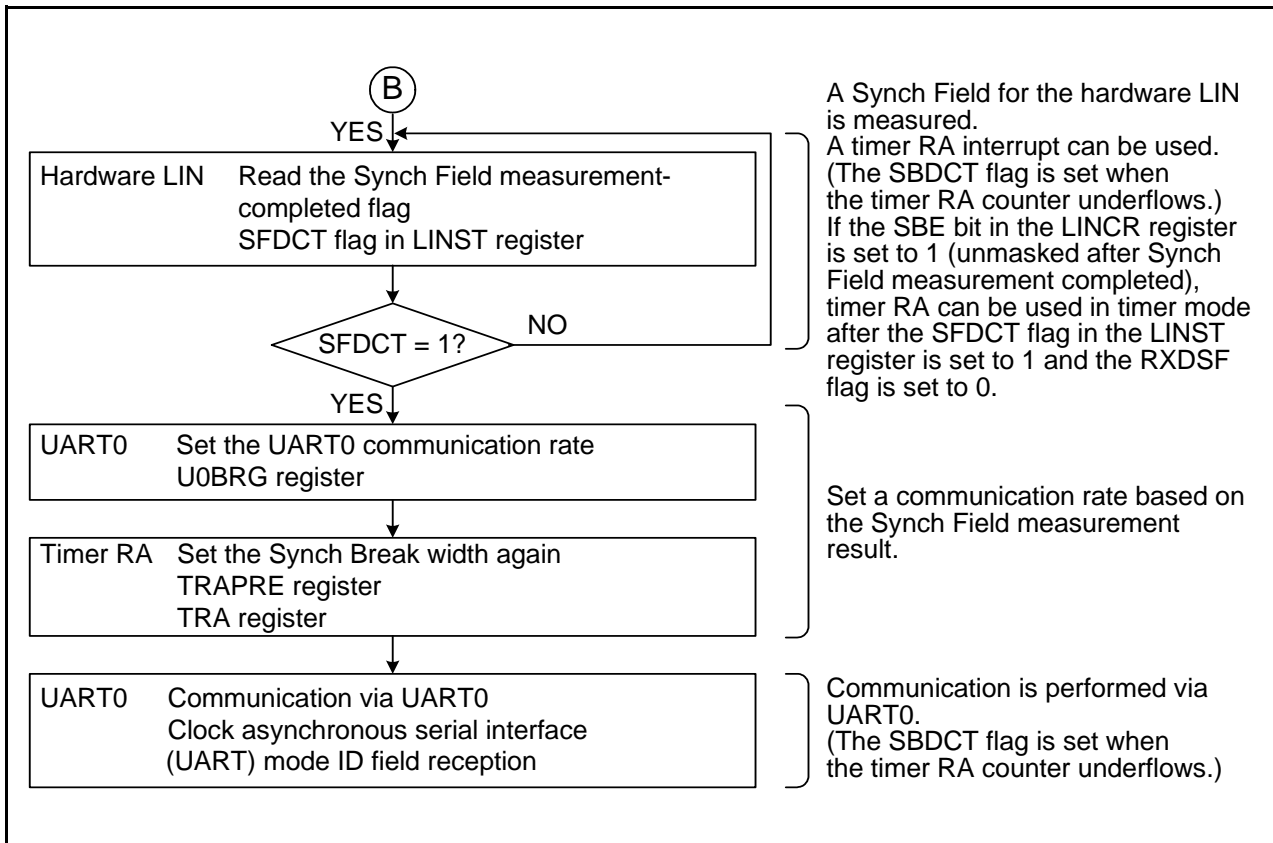 B
YES
Hardware LIN Read the Synch Field measurement-
completed flag
SFDCT flag in LINST register
SFDCT = 1?
NO
YES
A Synch Field for the hardware LIN
is measured.
A timer RA interrupt can be used.
(The SBDCT flag is set when
the timer RA counter underflows.)
If the SBE bit in the LINCR register
is set to 1 (unmasked after Synch
Field measurement completed),
timer RA can be used in timer mode
after the SFDCT flag in the LINST
register is set to 1 and the RXDSF
flag is set to 0.
UART0 Set the UART0 communication rate
U0BRG register
Timer RA Set the Synch Break width again
TRAPRE register
TRA register
Set a communication rate based on
the Synch Field measurement
result.
UART0 Communication via UART0
Clock asynchronous serial interface
(UART) mode ID field reception
Communication is performed via
UART0.
(The SBDCT flag is set when
the timer RA counter underflows.)